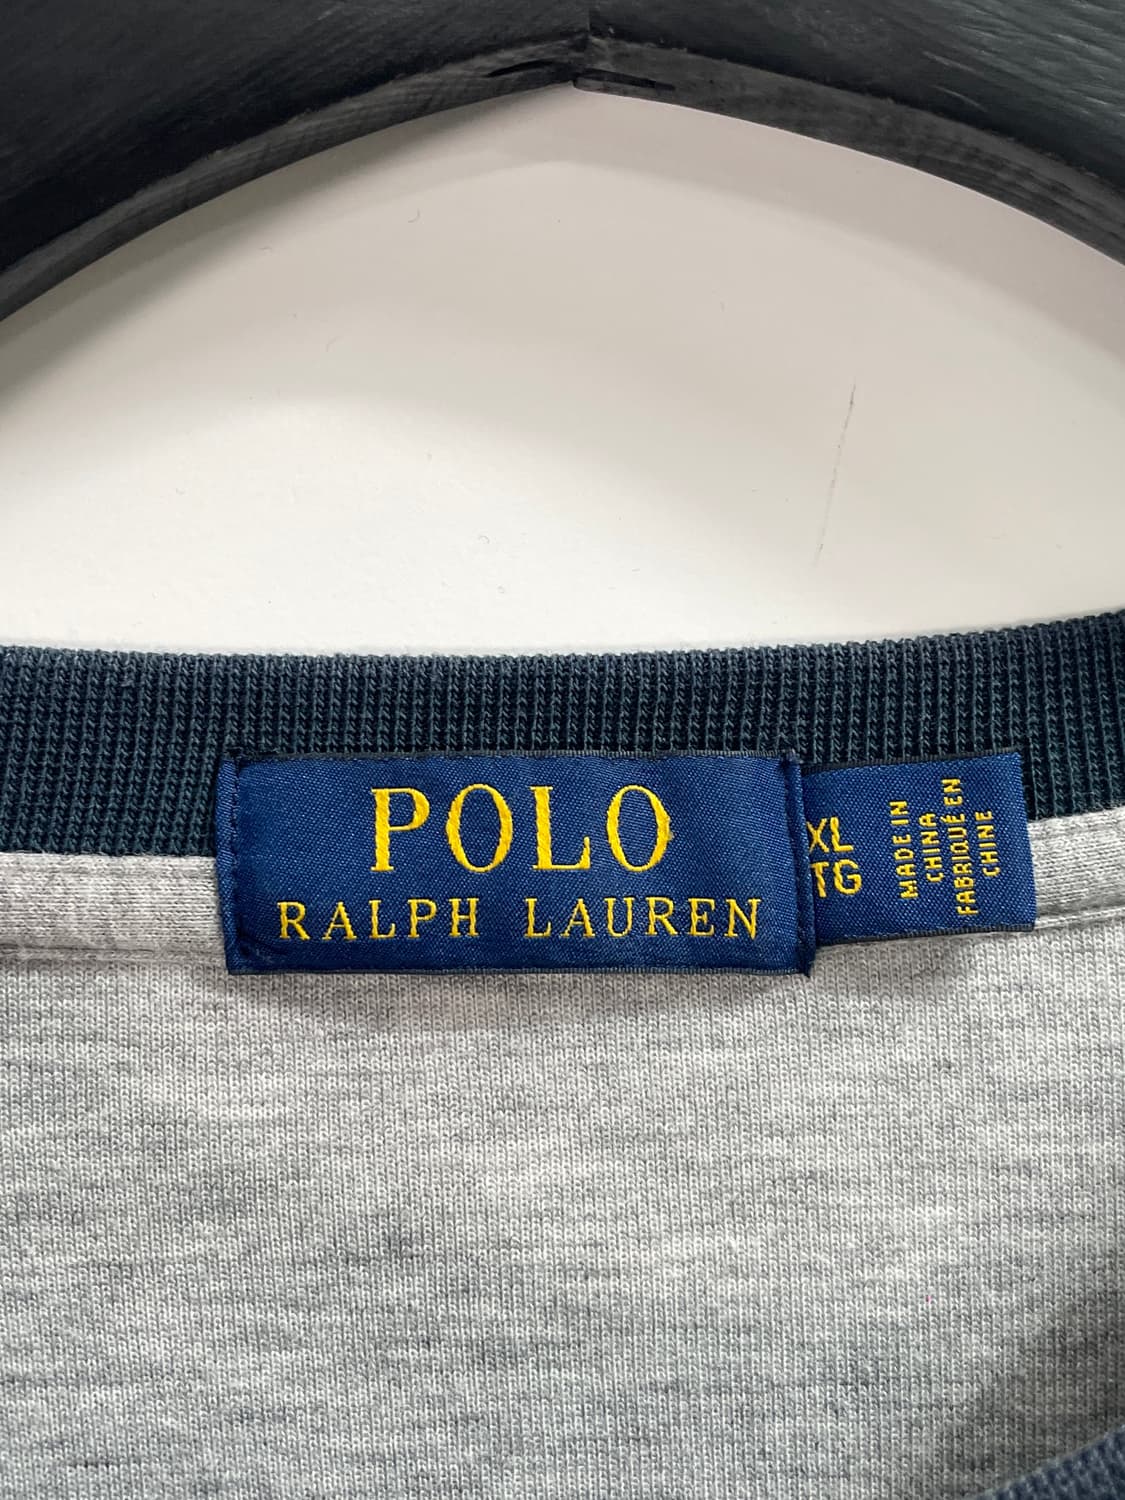 POLO
RALPH LAUREN
XL
TG
MADE IN
CHINA
FABRIQUÉ EN
CHINE